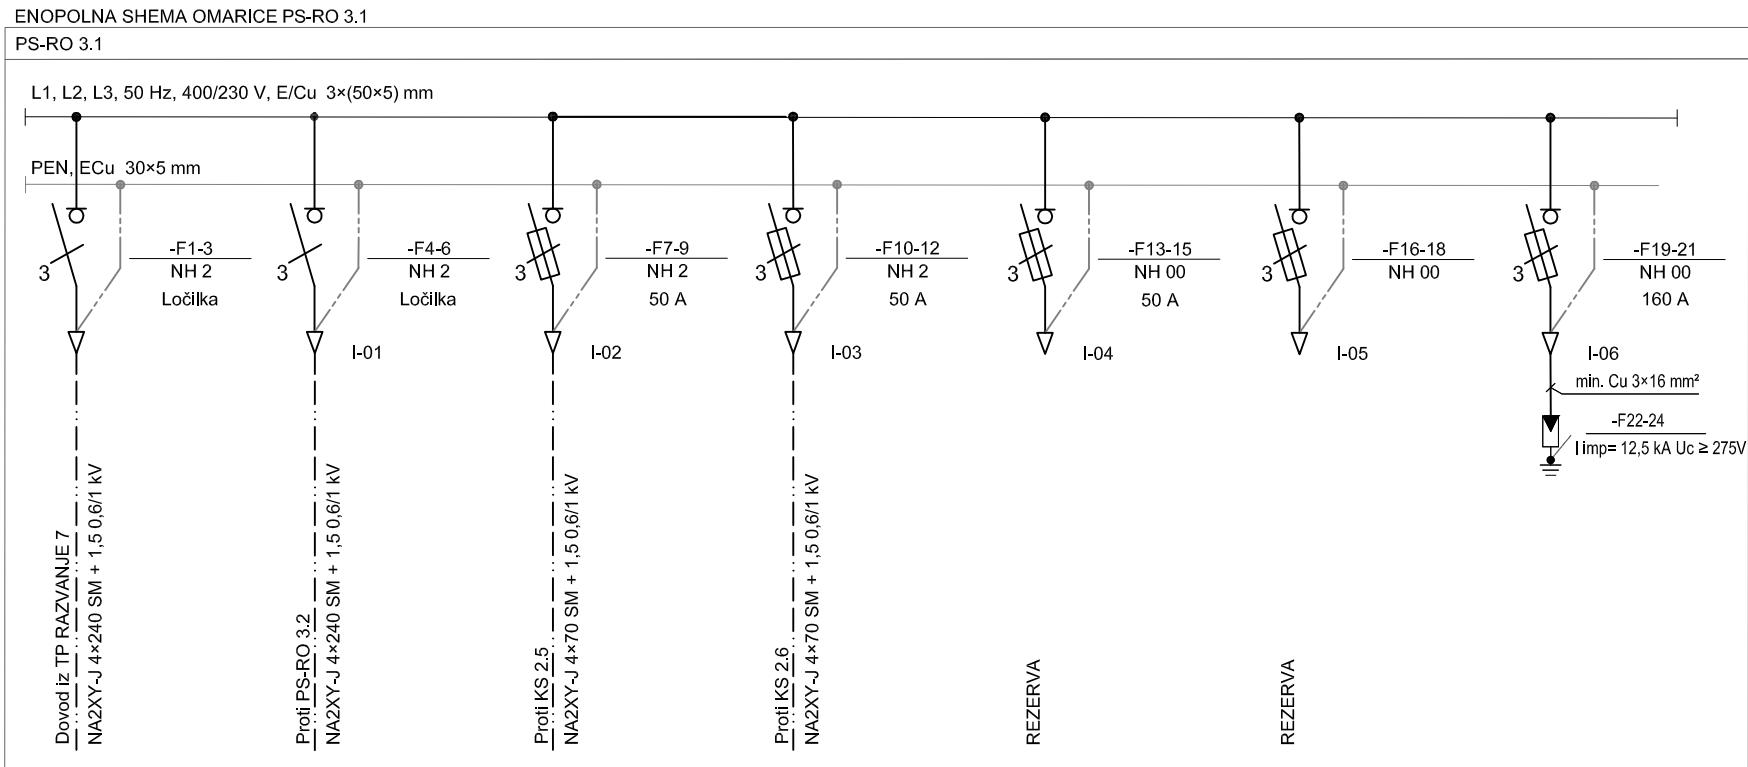 ENOPOLNA SHEMA OMARICE PS-RO 3.1
PS-RO 3.1
L1, L2, L3, 50 Hz, 400/230 V, E/Cu 3×(50×5) mm
PEN, ECu 30×5 mm
3
-F1-3
NH 2
Ločilka
Dovod iz TP RAZVANJE 7
NA2XY-J 4×240 SM + 1,5 0,6/1 kV
3
-F4-6
NH 2
Ločilka
I-01
Proti PS-RO 3.2
NA2XY-J 4×240 SM + 1,5 0,6/1 kV
3
-F7-9
NH 2
50 A
I-02
Proti KS 2.5
NA2XY-J 4×70 SM + 1,5 0,6/1 kV
3
-F10-12
NH 2
50 A
I-03
Proti KS 2.6
NA2XY-J 4×70 SM + 1,5 0,6/1 kV
3
-F13-15
NH 00
50 A
I-04
REZERVA
3
-F16-18
NH 00
I-05
REZERVA
3
-F19-21
NH 00
160 A
I-06
min. Cu 3×16 mm²
-F22-24
I imp= 12,5 kA Uc ≥ 275V